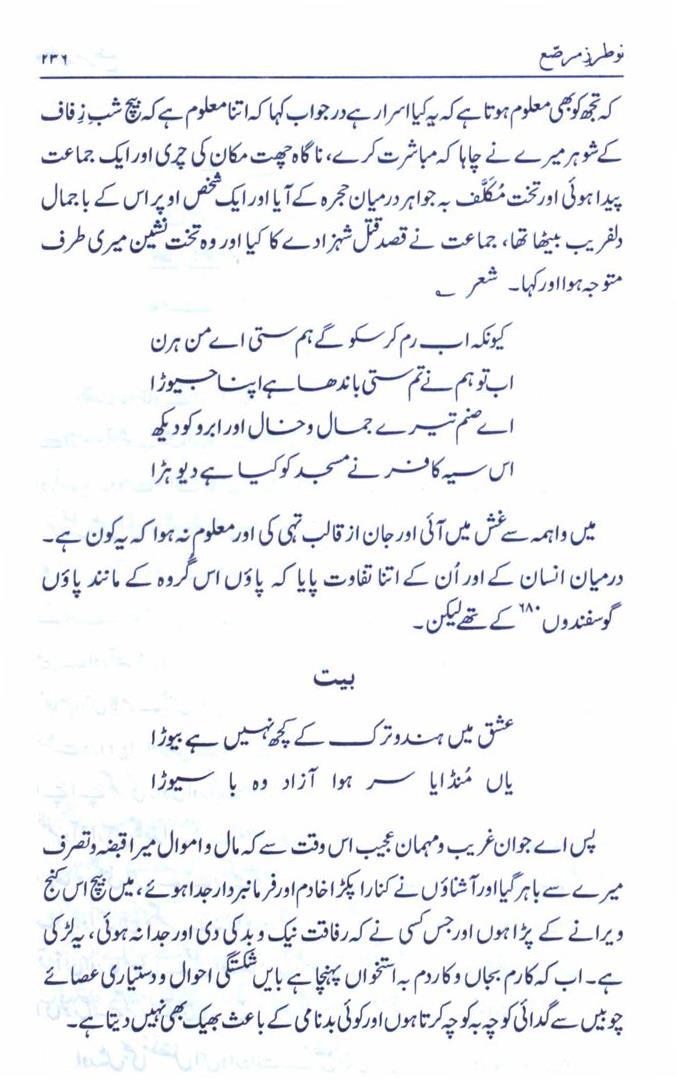 نو طرزِ مرصّع
۲۳۶
کہ تجھ کو بھی معلوم ہوتا ہے کہ یہ کیا اسرار ہے در جواب کہا کہ اتنا معلوم ہے کہ بیچ شبِ زفاف
کے شوہر میرے نے چاہا کہ مباشرت کرے، ناگاہ چھت مکان کی چری اور ایک جماعت
پیدا ہوئی اور تخت مُکَلَّف بہ جواہر درمیان حجرہ کے آیا اور ایک شخص اوپر اس کے باجمال
دلفریب بیٹھا تھا، جماعت نے قصد قتل شہزادے کا کیا اور وہ تخت نشین میری طرف
متوجہ ہوا اور کہا۔ شعر ؎
کیونکہ اب رم کر سکو گے ہم ستی اے من ہرن
اب تو ہم نے تم ستی باندھا ہے اپنا جیوڑا
اے صنم تیرے جمال و خال اور ابرو کو دیکھ
اس سیہ کافر نے مسجد کو کیا ہے دیوہڑا
میں واہمہ سے غش میں آئی اور جان از قالب تہی کی اور معلوم نہ ہوا کہ یہ کون ہے۔
درمیان انسان کے اور اُن کے اتنا تفاوت پایا کہ پاؤں اس گروہ کے مانند پاؤں
گوسفندوں ۶۸۰ کے تھے لیکن۔
بیت
عشق میں ہندو ترک کے کچھ نہیں ہے بیوڑا
یاں مُنڈایا سر ہوا آزاد وہ با سیوڑا
پس اے جوان غریب و مہمان عجیب اس وقت سے کہ مال و اموال میرا قبضہ و تصرف
میرے سے باہر گیا اور آشناؤں نے کنارا پکڑا خادم اور فرمانبردار جدا ہوئے، میں بیچ اس کنج
ویرانے کے پڑا ہوں اور جس کسی نے کہ رفاقت نیک و بد کی دی اور جدا نہ ہوئی، یہ لڑکی
ہے۔ اب کہ کارم بجاں و کاردم بہ استخواں پہنچا ہے بایں شکستگیِ احوال و دستیاری عصائے
چوبیں سے گدائی کوچہ بہ کوچہ کرتا ہوں اور کوئی بدنامی کے باعث بھیک بھی نہیں دیتا ہے۔